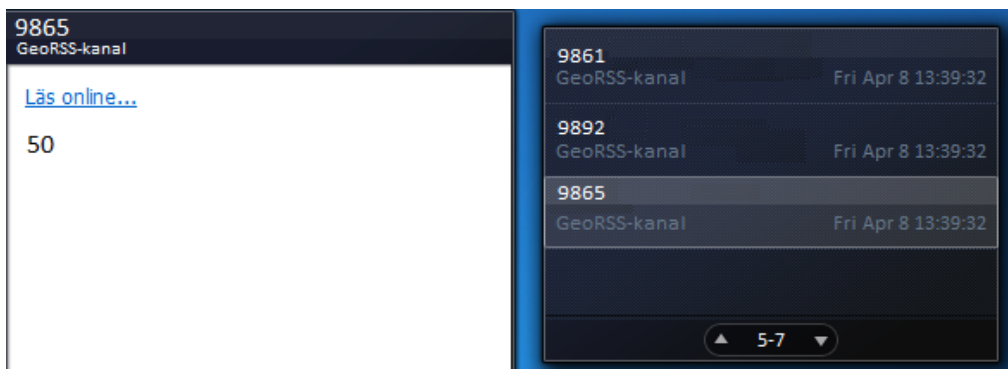 9865
GeoRSS-kanal
Läs online...
50
9861
GeoRSS-kanal Fri Apr 8 13:39:32
9892
GeoRSS-kanal Fri Apr 8 13:39:32
9865
GeoRSS-kanal Fri Apr 8 13:39:32
5-7